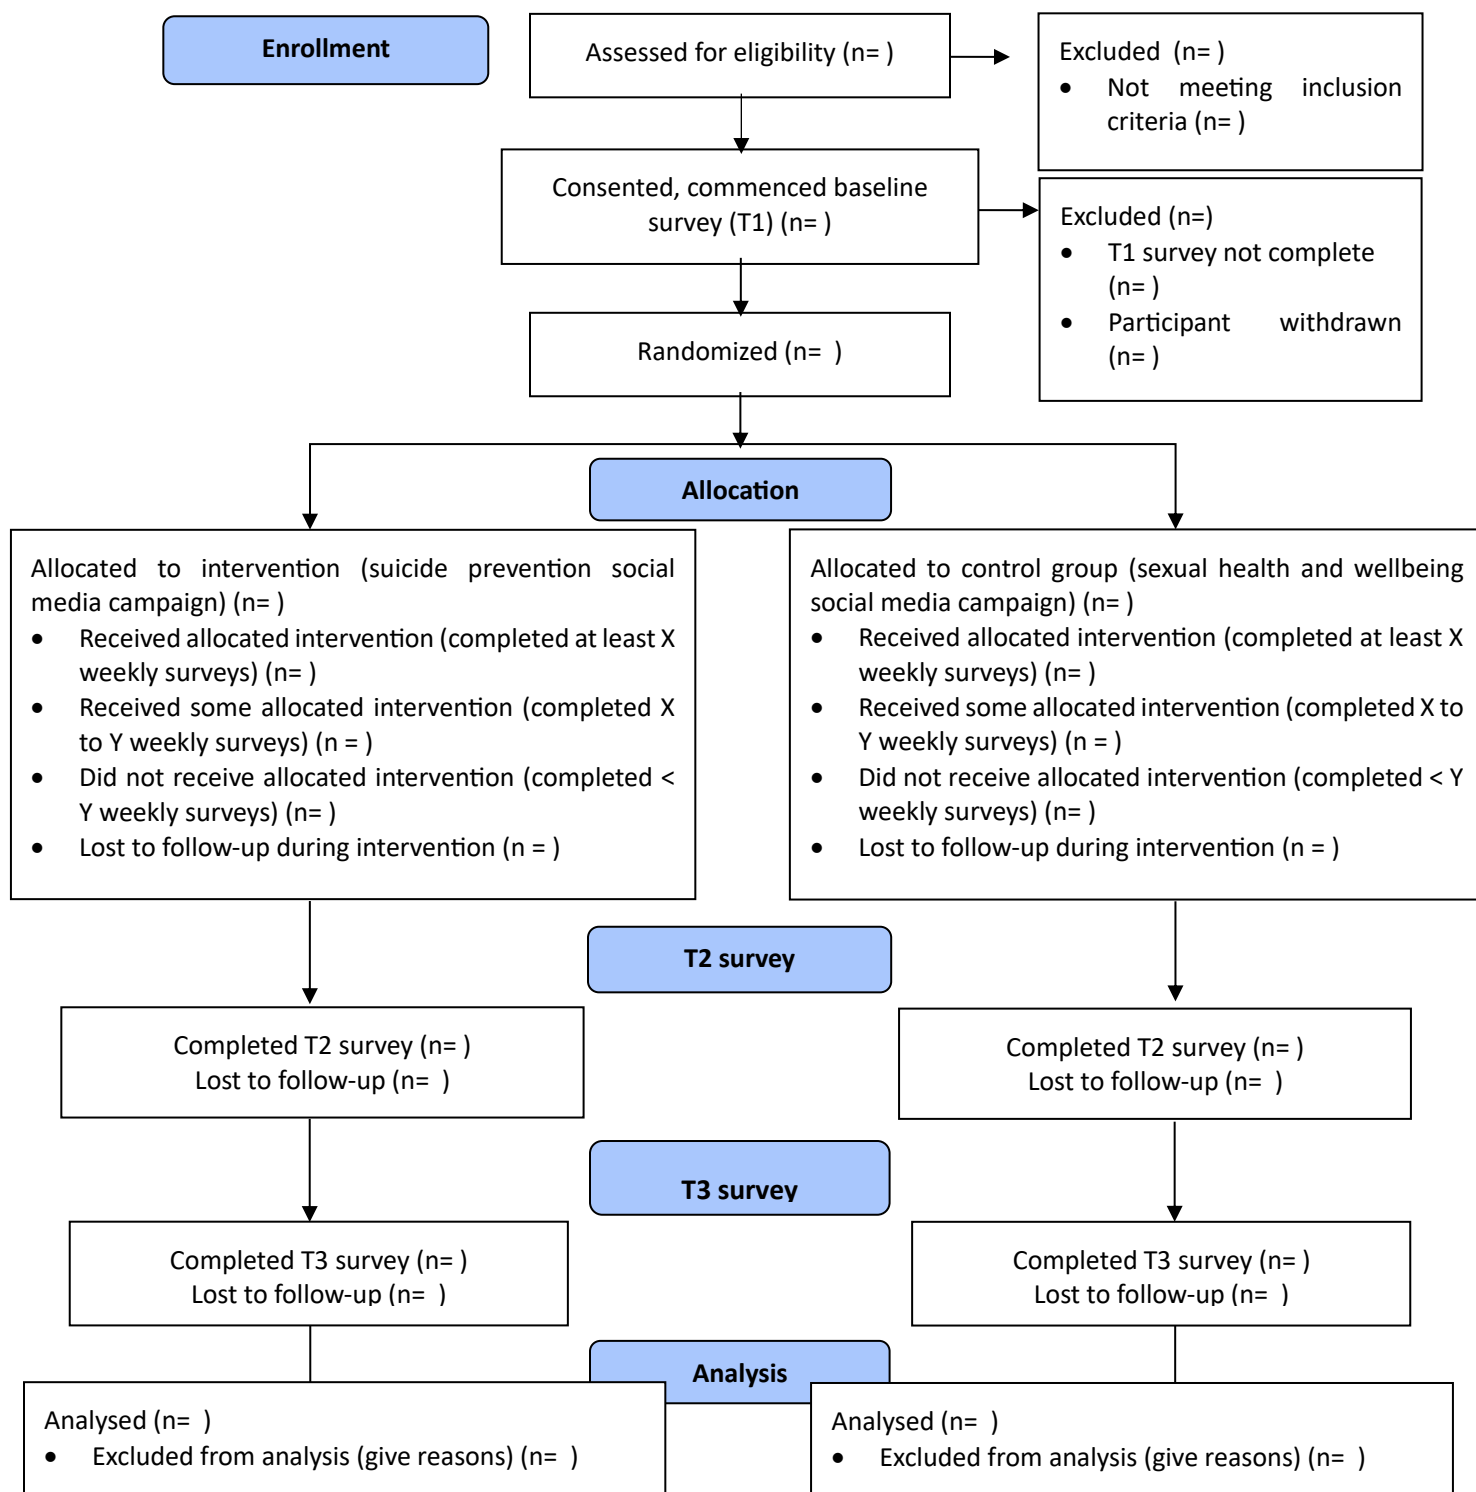 Enrollment
Assessed for eligibility (n= )
Excluded  (n= )
• Not meeting inclusion
criteria (n= )
Consented, commenced baseline
survey (T1) (n= )
Excluded (n=)
• T1 survey not complete
(n= )
• Participant withdrawn
(n= )
Randomized (n=  )
Allocation
Allocated to intervention (suicide prevention social
media campaign) (n= )
• Received allocated intervention (completed at least X
weekly surveys) (n= )
• Received some allocated intervention (completed X
to Y weekly surveys) (n = )
• Did not receive allocated intervention (completed <
Y weekly surveys) (n= )
• Lost to follow-up during intervention (n = )
Allocated to control group (sexual health and wellbeing
social media campaign) (n= )
• Received allocated intervention (completed at least X
weekly surveys) (n= )
• Received some allocated intervention (completed X to
Y weekly surveys) (n = )
• Did not receive allocated intervention (completed < Y
weekly surveys) (n= )
• Lost to follow-up during intervention (n = )
T2 survey
Completed T2 survey (n= )
Lost to follow-up (n=  )
Completed T2 survey (n= )
Lost to follow-up (n=  )
T3 survey
Completed T3 survey (n= )
Lost to follow-up (n=  )
Completed T3 survey (n= )
Lost to follow-up (n=  )
Analysis
Analysed (n=  )
• Excluded from analysis (give reasons) (n=  )
Analysed (n=  )
• Excluded from analysis (give reasons) (n=  )